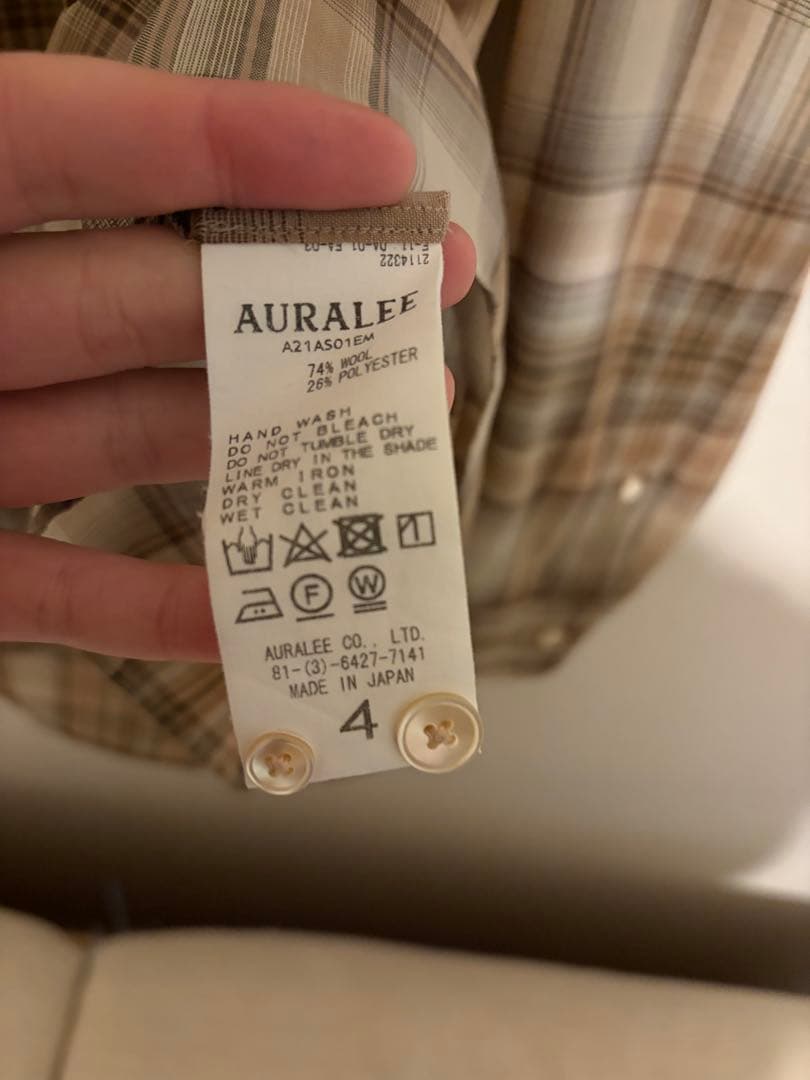 2114322
AURALEE
A21AS01EM
74% WOOL
26% POLYESTER
HAND WASH
DO NOT BLEACH
DO NOT TUMBLE DRY
LINE DRY IN THE SHADE
WARM IRON
DRY CLEAN
WET CLEAN
F W
AURALEE CO., LTD.
81-(3)-6427-7141
MADE IN JAPAN
4